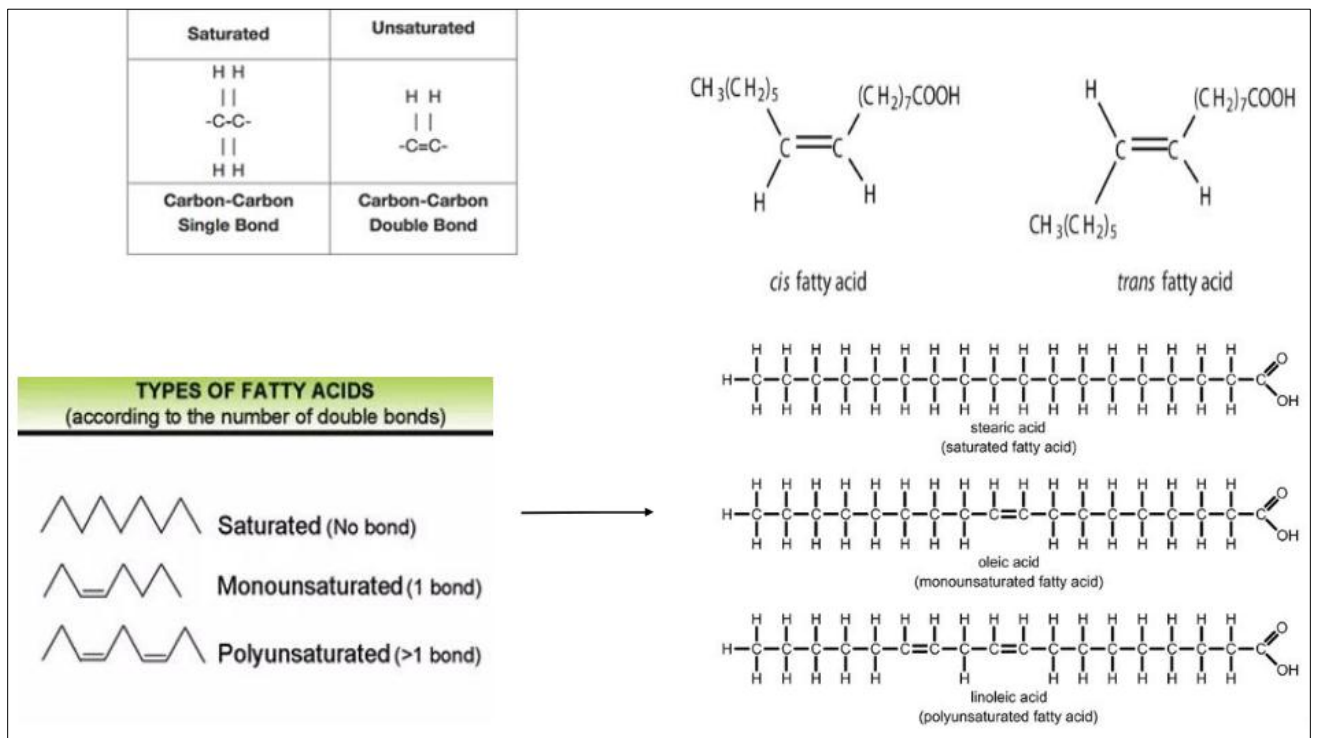 Saturated
Unsaturated
H H
| |
-C-C-
| |
H H
H H
| |
-C=C-
Carbon-Carbon
Single Bond
Carbon-Carbon
Double Bond
CH3(CH2)5
(CH2)7COOH
C=C
H
H
cis fatty acid
H
(CH2)7COOH
C=C
H
CH3(CH2)5
trans fatty acid
TYPES OF FATTY ACIDS
(according to the number of double bonds)
Saturated (No bond)
Monounsaturated (1 bond)
Polyunsaturated (>1 bond)
H H H H H H H H H H H H H H H H H
O
H-C-C-C-C-C-C-C-C-C-C-C-C-C-C-C-C-C-C
OH
H H H H H H H H H H H H H H H H H
stearic acid
(saturated fatty acid)
H H H H H H H H H H H H H H H H H
O
H-C-C-C-C-C-C-C-C-C=C-C-C-C-C-C-C-C-C
OH
H H H H H H H H H H H H H H H
oleic acid
(monounsaturated fatty acid)
H H H H H H H H H H H H H H H H H
O
H-C-C-C-C-C-C=C-C-C=C-C-C-C-C-C-C-C-C
OH
H H H H H H H H H H H H H
linoleic acid
(polyunsaturated fatty acid)